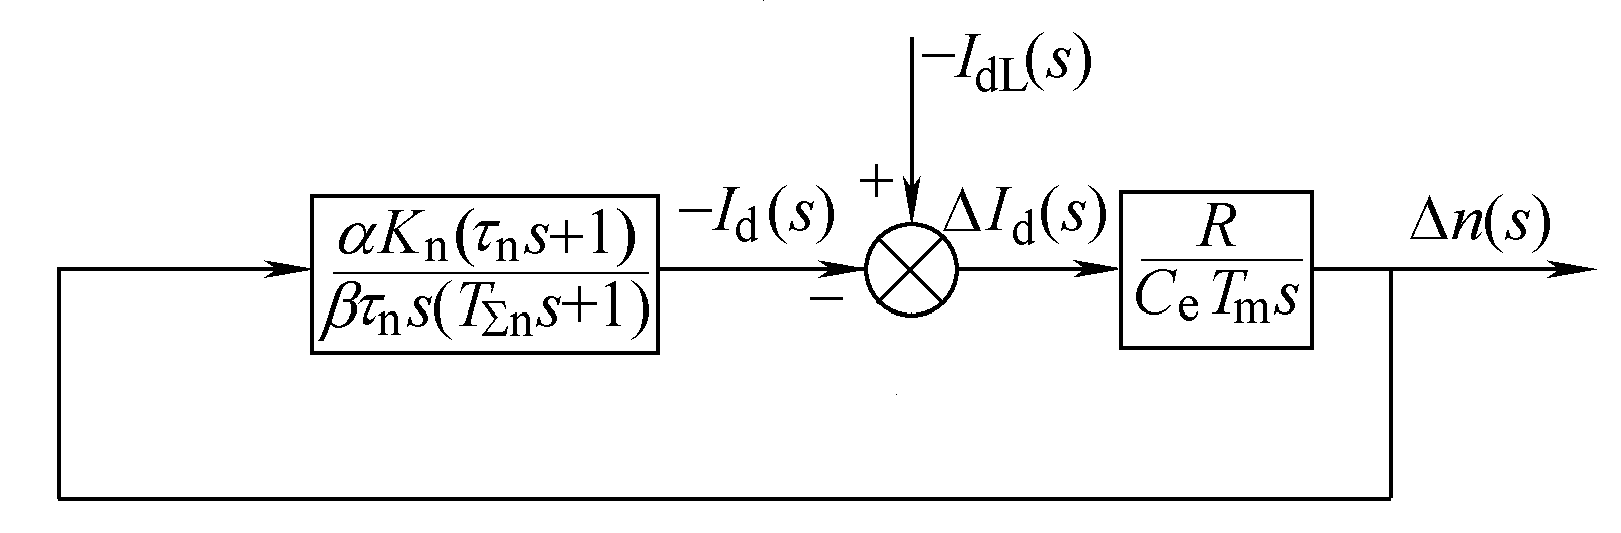 −I_dL(s)
+
αK_n(τ_n s+1)
βτ_n s(T_Σn s+1)
−I_d(s)
−
ΔI_d(s)
R
C_e T_m s
Δn(s)